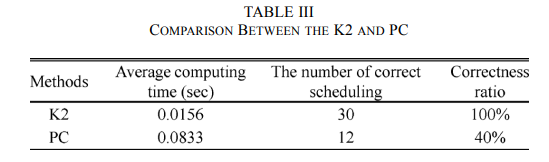 TABLE III
COMPARISON BETWEEN THE K2 AND PC
Methods Average computing time (sec) The number of correct scheduling Correctness ratio
K2 0.0156 30 100%
PC 0.0833 12 40%